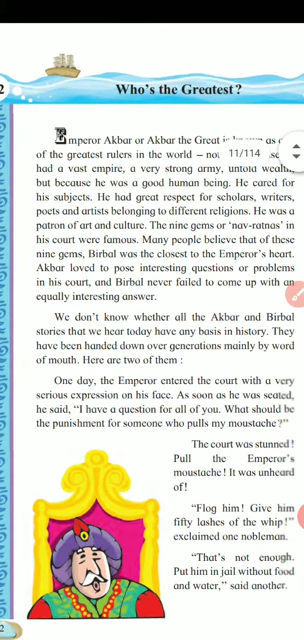 2
Who's the Greatest?
Emperor Akbar or Akbar the Great is known as
of the greatest rulers in the world –
11/114
had a vast empire, a very strong army, untold wealth,
but because he was a good human being. He cared for
his subjects. He had great respect for scholars, writers,
poets and artists belonging to different religions. He was a
patron of art and culture. The nine gems or 'nav-ratnas' in
his court were famous. Many people believe that of these
nine gems, Birbal was the closest to the Emperor's heart.
Akbar loved to pose interesting questions or problems
in his court, and Birbal never failed to come up with an
equally interesting answer.
We don't know whether all the Akbar and Birbal
stories that we hear today have any basis in history. They
have been handed down over generations mainly by word
of mouth. Here are two of them :
One day, the Emperor entered the court with a very
serious expression on his face. As soon as he was seated,
he said, "I have a question for all of you. What should be
the punishment for someone who pulls my moustache?"
The court was stunned!
Pull the Emperor's
moustache! It was unheard
of!
"Flog him! Give him
fifty lashes of the whip!"
exclaimed one nobleman.
"That's not enough.
Put him in jail without food
and water," said another.
2